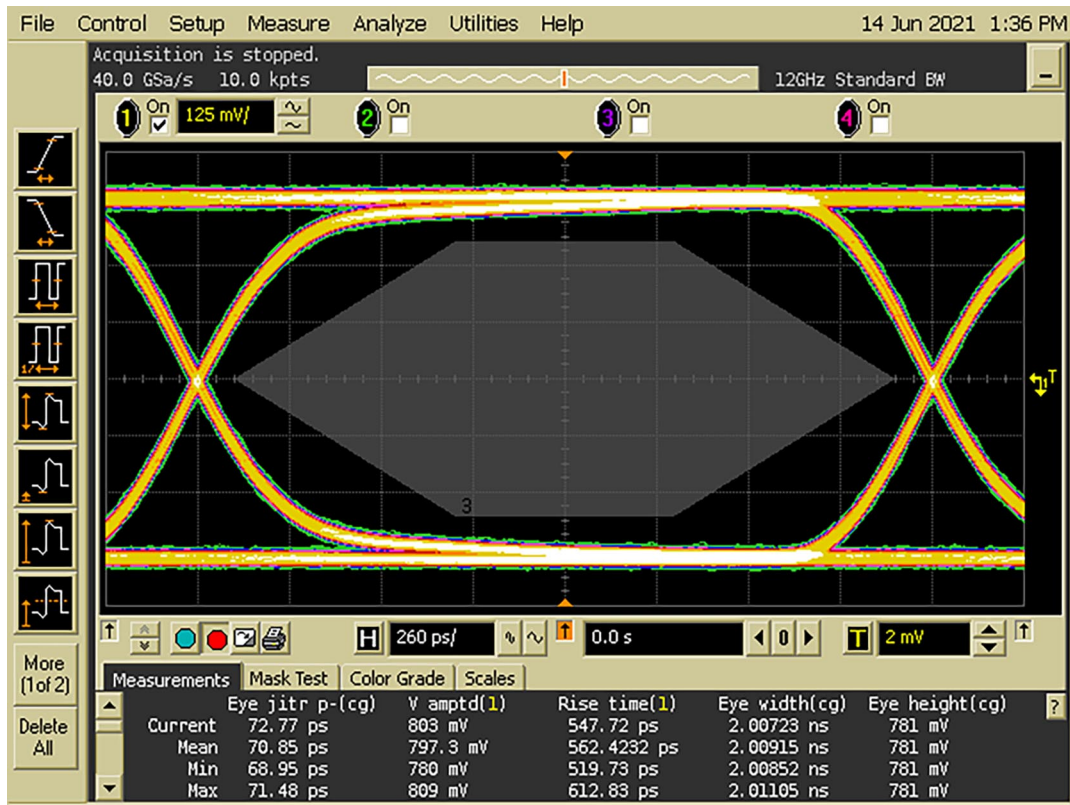 File Control Setup Measure Analyze Utilities Help 14 Jun 2021 1:36 PM
Acquisition is stopped.
40.0 GSa/s 10.0 kpts 12GHz Standard BW
1 On 125 mV/ 2 On 3 On 4 On
T
3
H 260 ps/ 0.0 s 0 T 2 mV
More
(1 of 2)
Delete
All
Measurements Mask Test Color Grade Scales
Eye jitr p-(cg) V amptd(1) Rise time(1) Eye width(cg) Eye height(cg) ?
Current 72.77 ps 803 mV 547.72 ps 2.00723 ns 781 mV
Mean 70.85 ps 797.3 mV 562.4232 ps 2.00915 ns 781 mV
Min 68.95 ps 780 mV 519.73 ps 2.00852 ns 781 mV
Max 71.48 ps 809 mV 612.83 ps 2.01105 ns 781 mV